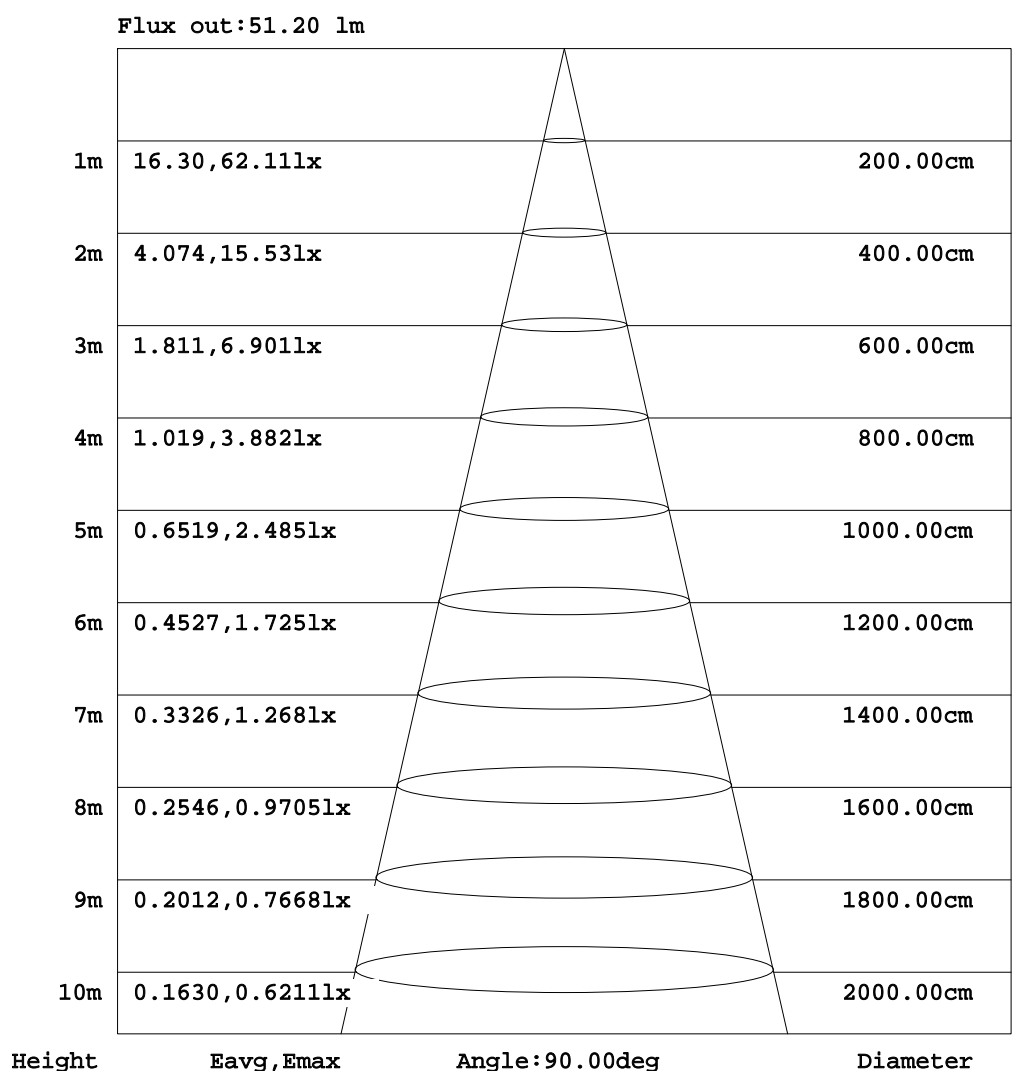 Flux out:51.20 lm
1m 16.30,62.11lx 200.00cm
2m 4.074,15.53lx 400.00cm
3m 1.811,6.901lx 600.00cm
4m 1.019,3.882lx 800.00cm
5m 0.6519,2.485lx 1000.00cm
6m 0.4527,1.725lx 1200.00cm
7m 0.3326,1.268lx 1400.00cm
8m 0.2546,0.9705lx 1600.00cm
9m 0.2012,0.7668lx 1800.00cm
10m 0.1630,0.6211lx 2000.00cm
Height Eavg,Emax Angle:90.00deg Diameter